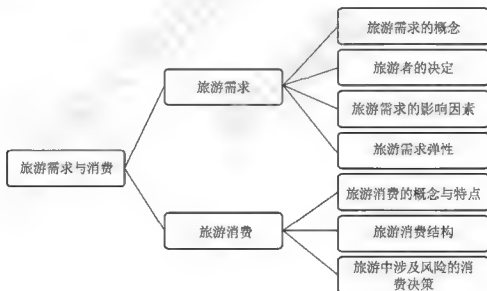 旅游需求与消费
旅游需求
旅游需求的概念
旅游者的决定
旅游需求的影响因素
旅游需求弹性
旅游消费
旅游消费的概念与特点
旅游消费结构
旅游中涉及风险的消
费决策